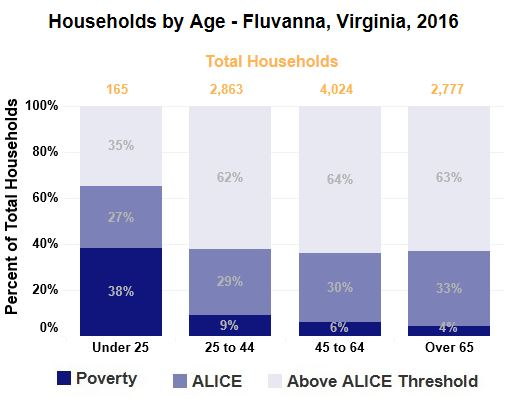 Households by Age - Fluvanna, Virginia, 2016
Total Households
165 2,863 4,024 2,777
Percent of Total Households
100%
80%
60%
40%
20%
0%
35% 62% 64% 63%
27% 29% 30% 33%
38% 9% 6% 4%
Under 25 25 to 44 45 to 64 Over 65
Poverty ALICE Above ALICE Threshold